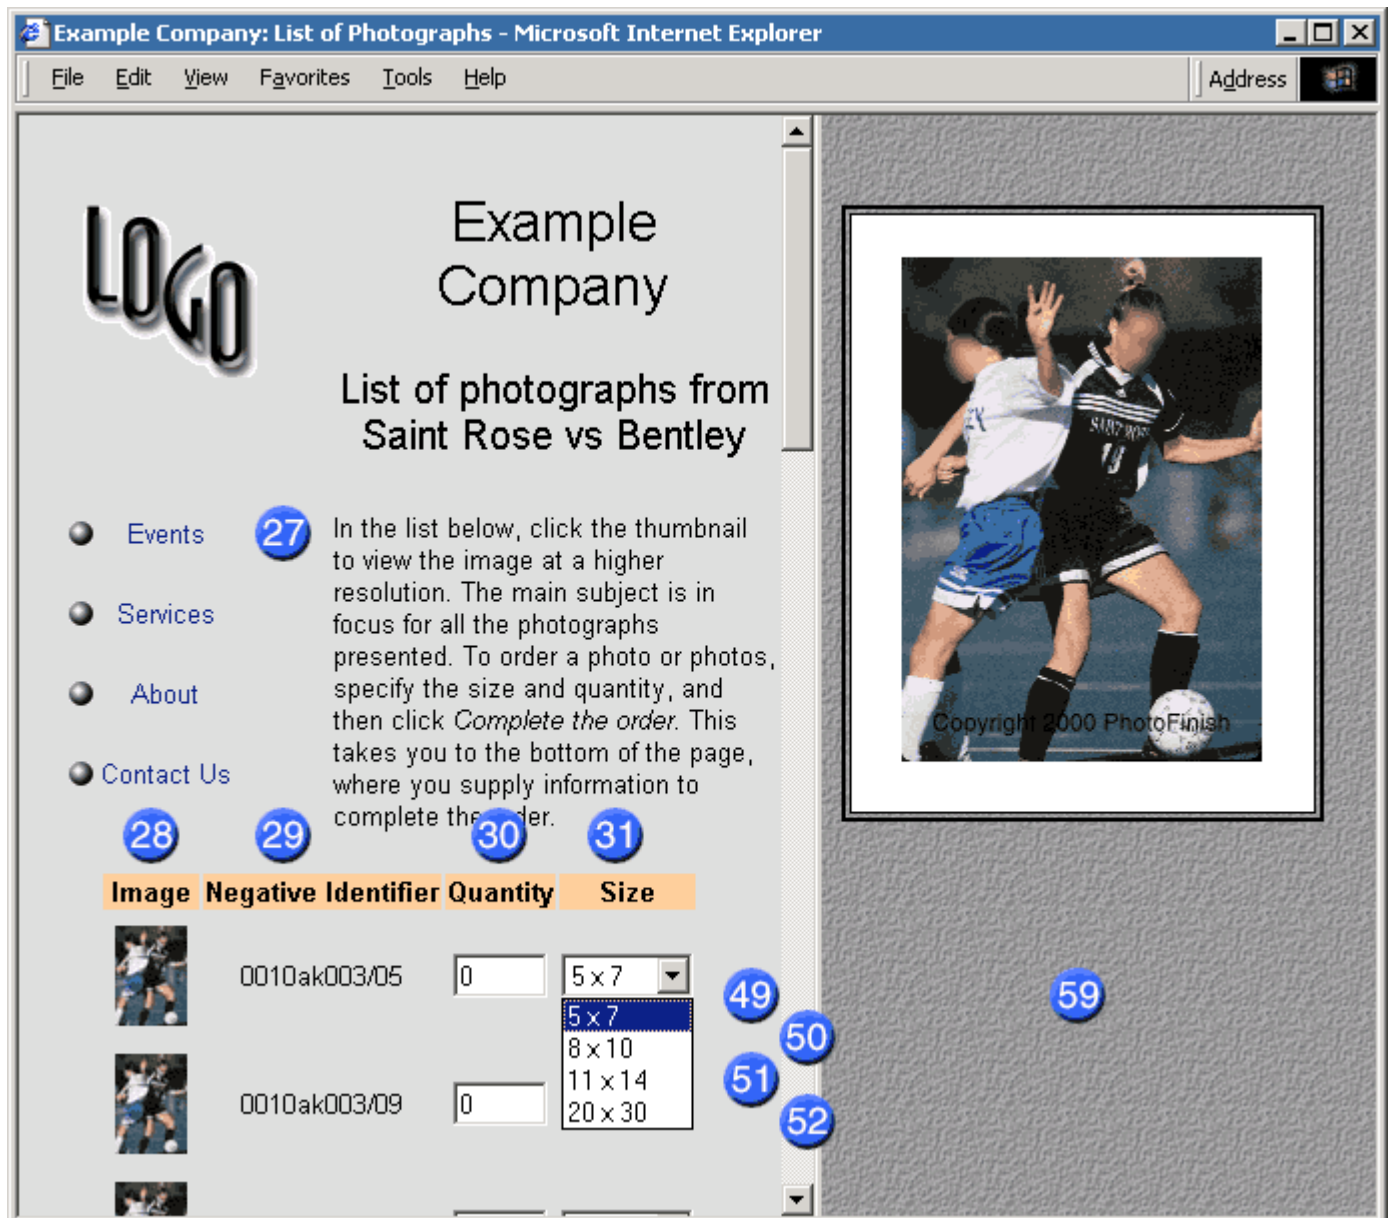 Example Company: List of Photographs - Microsoft Internet Explorer
File Edit View Favorites Tools Help Address
LOGO
Example
Company
List of photographs from
Saint Rose vs Bentley
Events
Services
About
Contact Us
27
In the list below, click the thumbnail
to view the image at a higher
resolution. The main subject is in
focus for all the photographs
presented. To order a photo or photos,
specify the size and quantity, and
then click Complete the order. This
takes you to the bottom of the page,
where you supply information to
complete the
28 29 30 31
Image Negative Identifier Quantity Size
0010ak003/05 0 5 x 7
5 x 7
8 x 10
11 x 14
20 x 30
0010ak003/09 0
49
50
51
52
SAINT
Copyright 2000 PhotoFinish
59